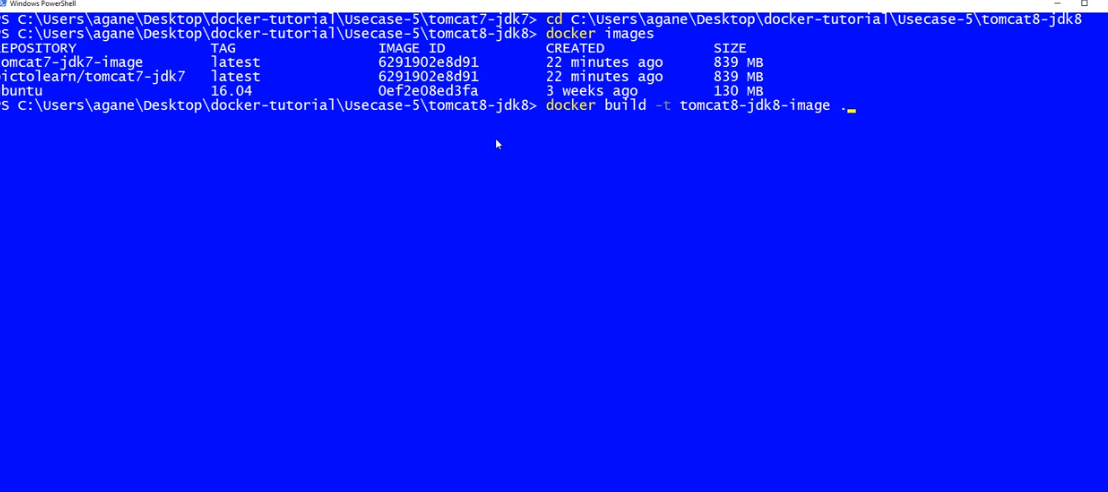 Windows PowerShell
PS C:\Users\agane\Desktop\docker-tutorial\Usecase-5\tomcat7-jdk7> cd C:\Users\agane\Desktop\docker-tutorial\Usecase-5\tomcat8-jdk8
PS C:\Users\agane\Desktop\docker-tutorial\Usecase-5\tomcat8-jdk8> docker images
EPOSITORY TAG IMAGE ID CREATED SIZE
omcat7-jdk7-image latest 6291902e8d91 22 minutes ago 839 MB
ictolearn/tomcat7-jdk7 latest 6291902e8d91 22 minutes ago 839 MB
buntu 16.04 0ef2e08ed3fa 3 weeks ago 130 MB
PS C:\Users\agane\Desktop\docker-tutorial\Usecase-5\tomcat8-jdk8> docker build -t tomcat8-jdk8-image .